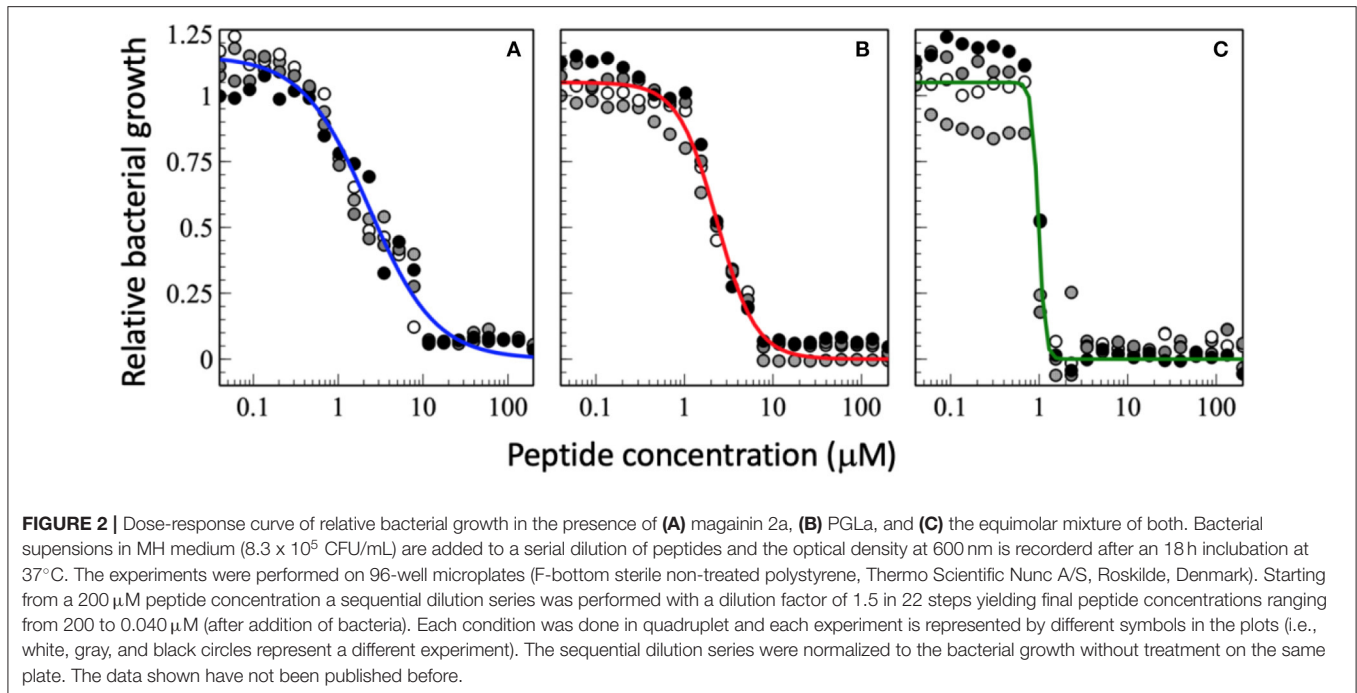 A
B
C
1.25
1
0.75
0.5
0.25
0
Relative bacterial growth
0.1
1
10
100
0.1
1
10
100
0.1
1
10
100
Peptide concentration (μM)
FIGURE 2 | Dose-response curve of relative bacterial growth in the presence of (A) magainin 2a, (B) PGLa, and (C) the equimolar mixture of both. Bacterial
supensions in MH medium (8.3 x 10⁵ CFU/mL) are added to a serial dilution of peptides and the optical density at 600 nm is recorderd after an 18 h inclubation at
37°C. The experiments were performed on 96-well microplates (F-bottom sterile non-treated polystyrene, Thermo Scientific Nunc A/S, Roskilde, Denmark). Starting
from a 200 μM peptide concentration a sequential dilution series was performed with a dilution factor of 1.5 in 22 steps yielding final peptide concentrations ranging
from 200 to 0.040 μM (after addition of bacteria). Each condition was done in quadruplet and each experiment is represented by different symbols in the plots (i.e.,
white, gray, and black circles represent a different experiment). The sequential dilution series were normalized to the bacterial growth without treatment on the same
plate. The data shown have not been published before.